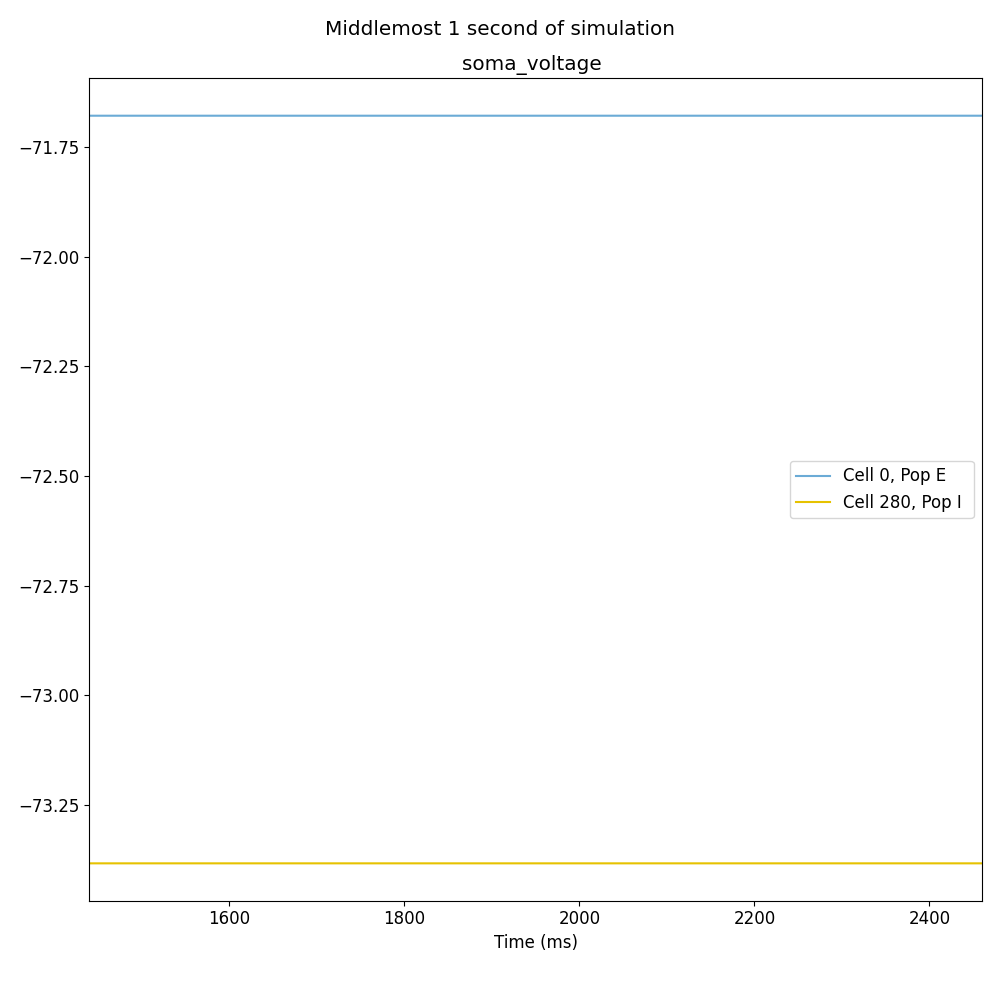 Middlemost 1 second of simulation
soma_voltage
−71.75
−72.00
−72.25
−72.50
−72.75
−73.00
−73.25
Cell 0, Pop E
Cell 280, Pop I
1600 1800 2000 2200 2400
Time (ms)